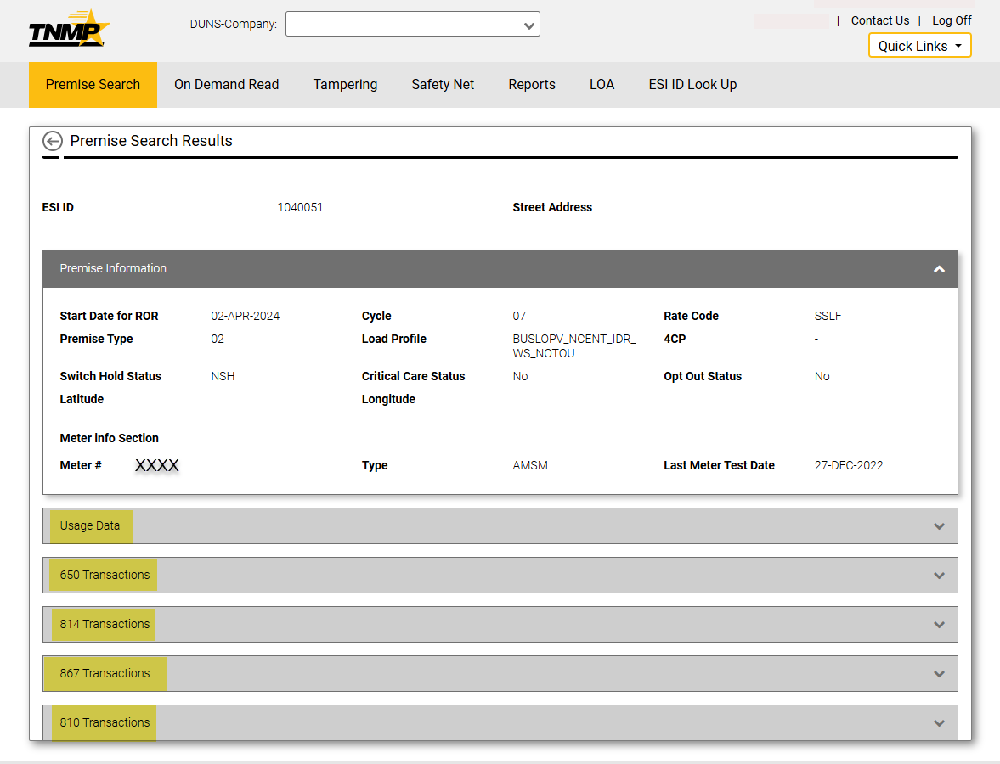 TNMP
DUNS-Company:
| Contact Us | Log Off
Quick Links
Premise Search On Demand Read Tampering Safety Net Reports LOA ESI ID Look Up
Premise Search Results
ESI ID 1040051 Street Address
Premise Information
Start Date for ROR 02-APR-2024 Cycle 07 Rate Code SSLF
Premise Type 02 Load Profile BUSLOPV_NCENT_IDR_ 4CP -
WS_NOTOU
Switch Hold Status NSH Critical Care Status No Opt Out Status No
Latitude Longitude
Meter info Section
Meter # XXXX Type AMSM Last Meter Test Date 27-DEC-2022
Usage Data
650 Transactions
814 Transactions
867 Transactions
810 Transactions